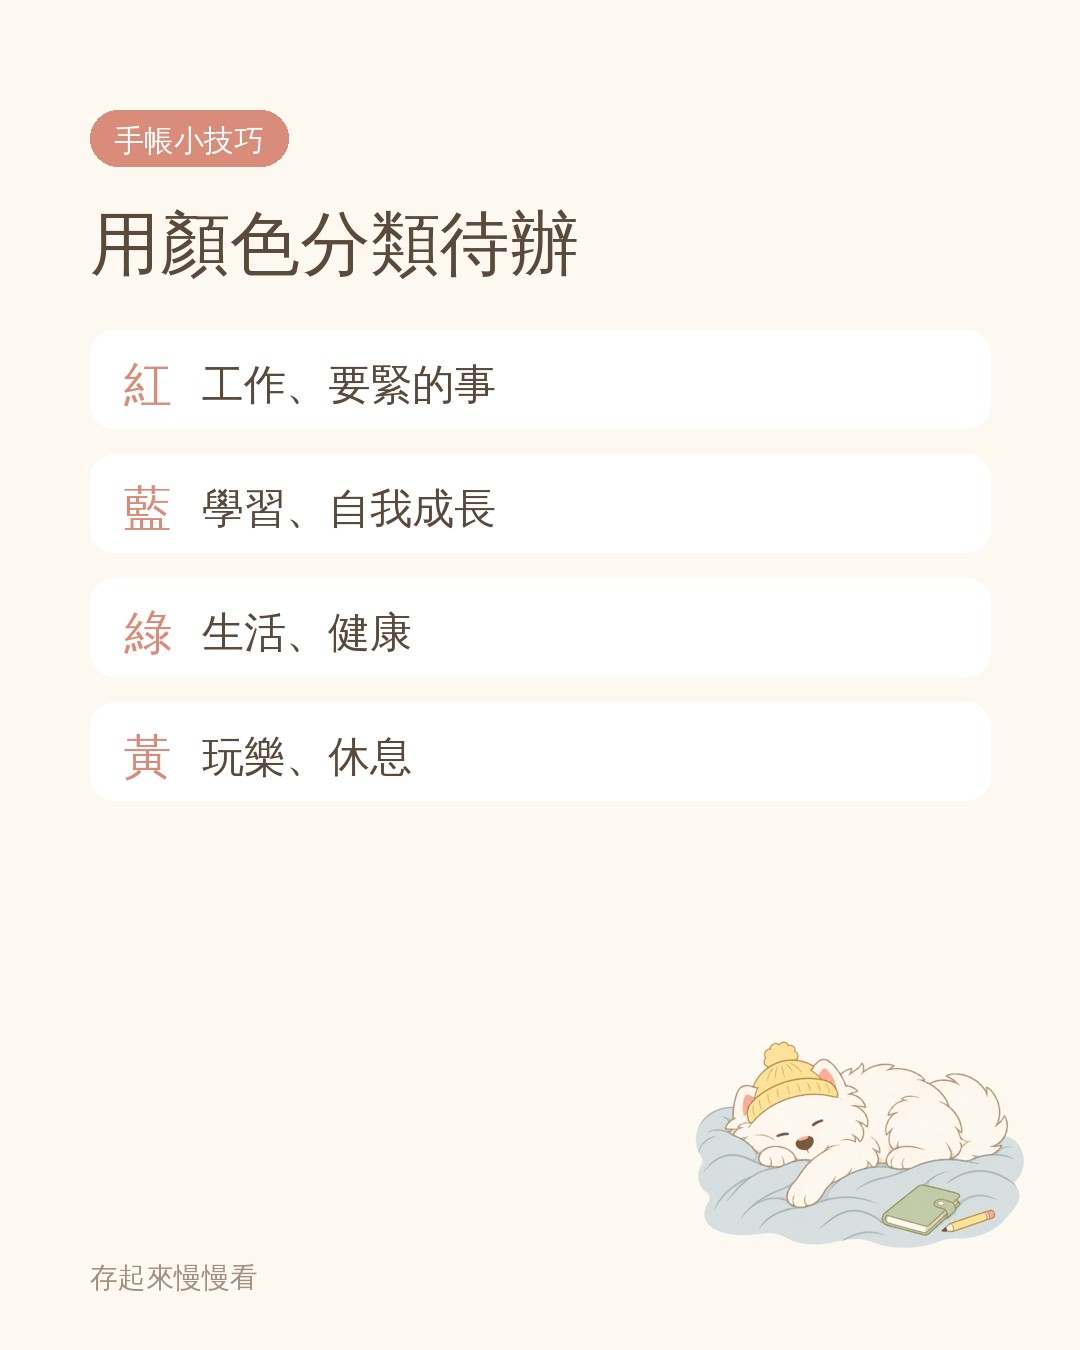 手帳小技巧
用顏色分類待辦
紅 工作、要緊的事
藍 學習、自我成長
綠 生活、健康
黃 玩樂、休息
存起來慢慢看